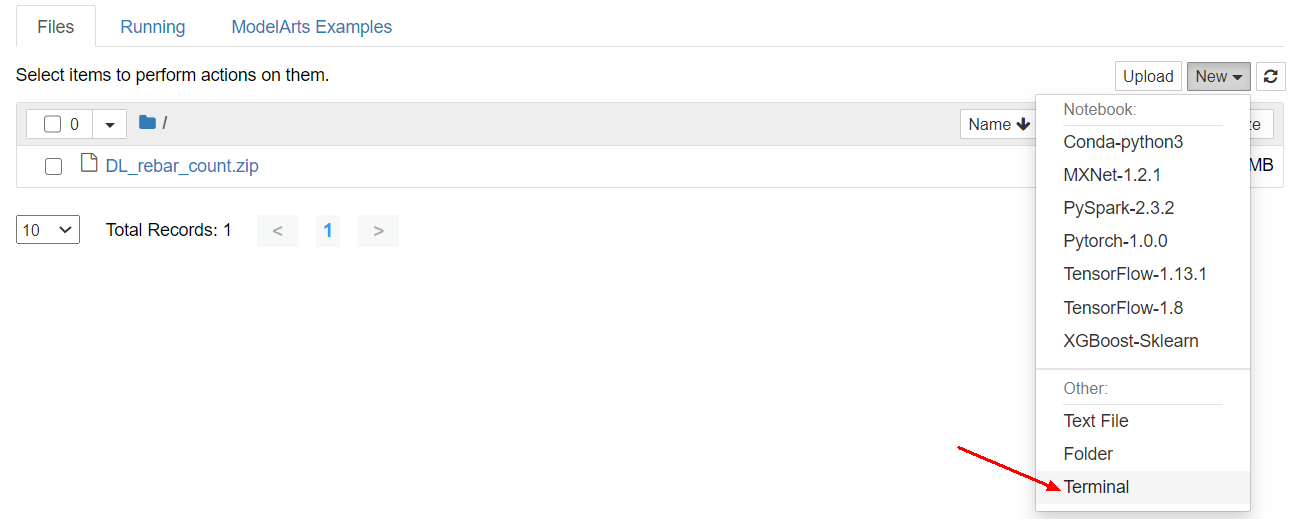 Files Running ModelArts Examples
Select items to perform actions on them.
Upload New
0 / Name ze
DL_rebar_count.zip MB
10 Total Records: 1 < 1 >
Notebook:
Conda-python3
MXNet-1.2.1
PySpark-2.3.2
Pytorch-1.0.0
TensorFlow-1.13.1
TensorFlow-1.8
XGBoost-Sklearn
Other:
Text File
Folder
Terminal